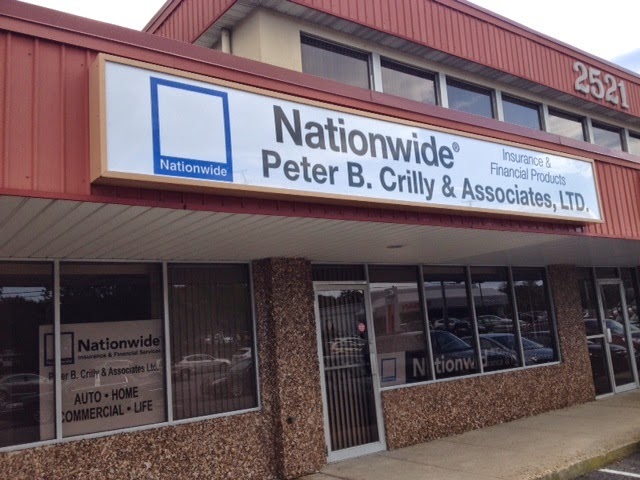 2521
Nationwide
Nationwide®
Insurance &
Financial Products
Peter B. Crilly & Associates, LTD.
Nationwide
Insurance & Financial Services
Peter B. Crilly & Associates Ltd.
AUTO • HOME
COMMERCIAL • LIFE
Nationwide